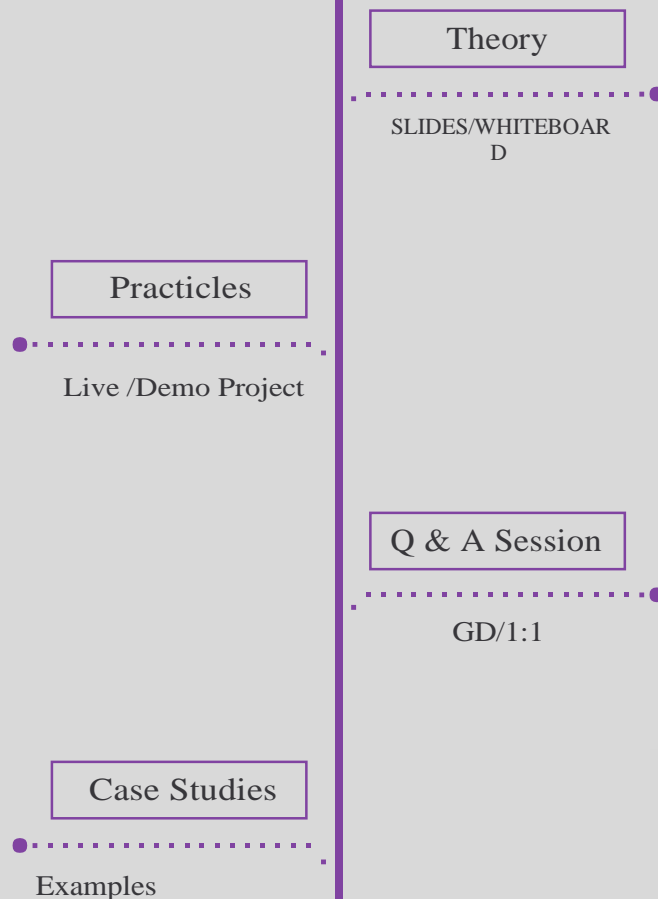 Theory
SLIDES/WHITEBOAR
D
Practicles
Live /Demo Project
Q & A Session
GD/1:1
Case Studies
Examples